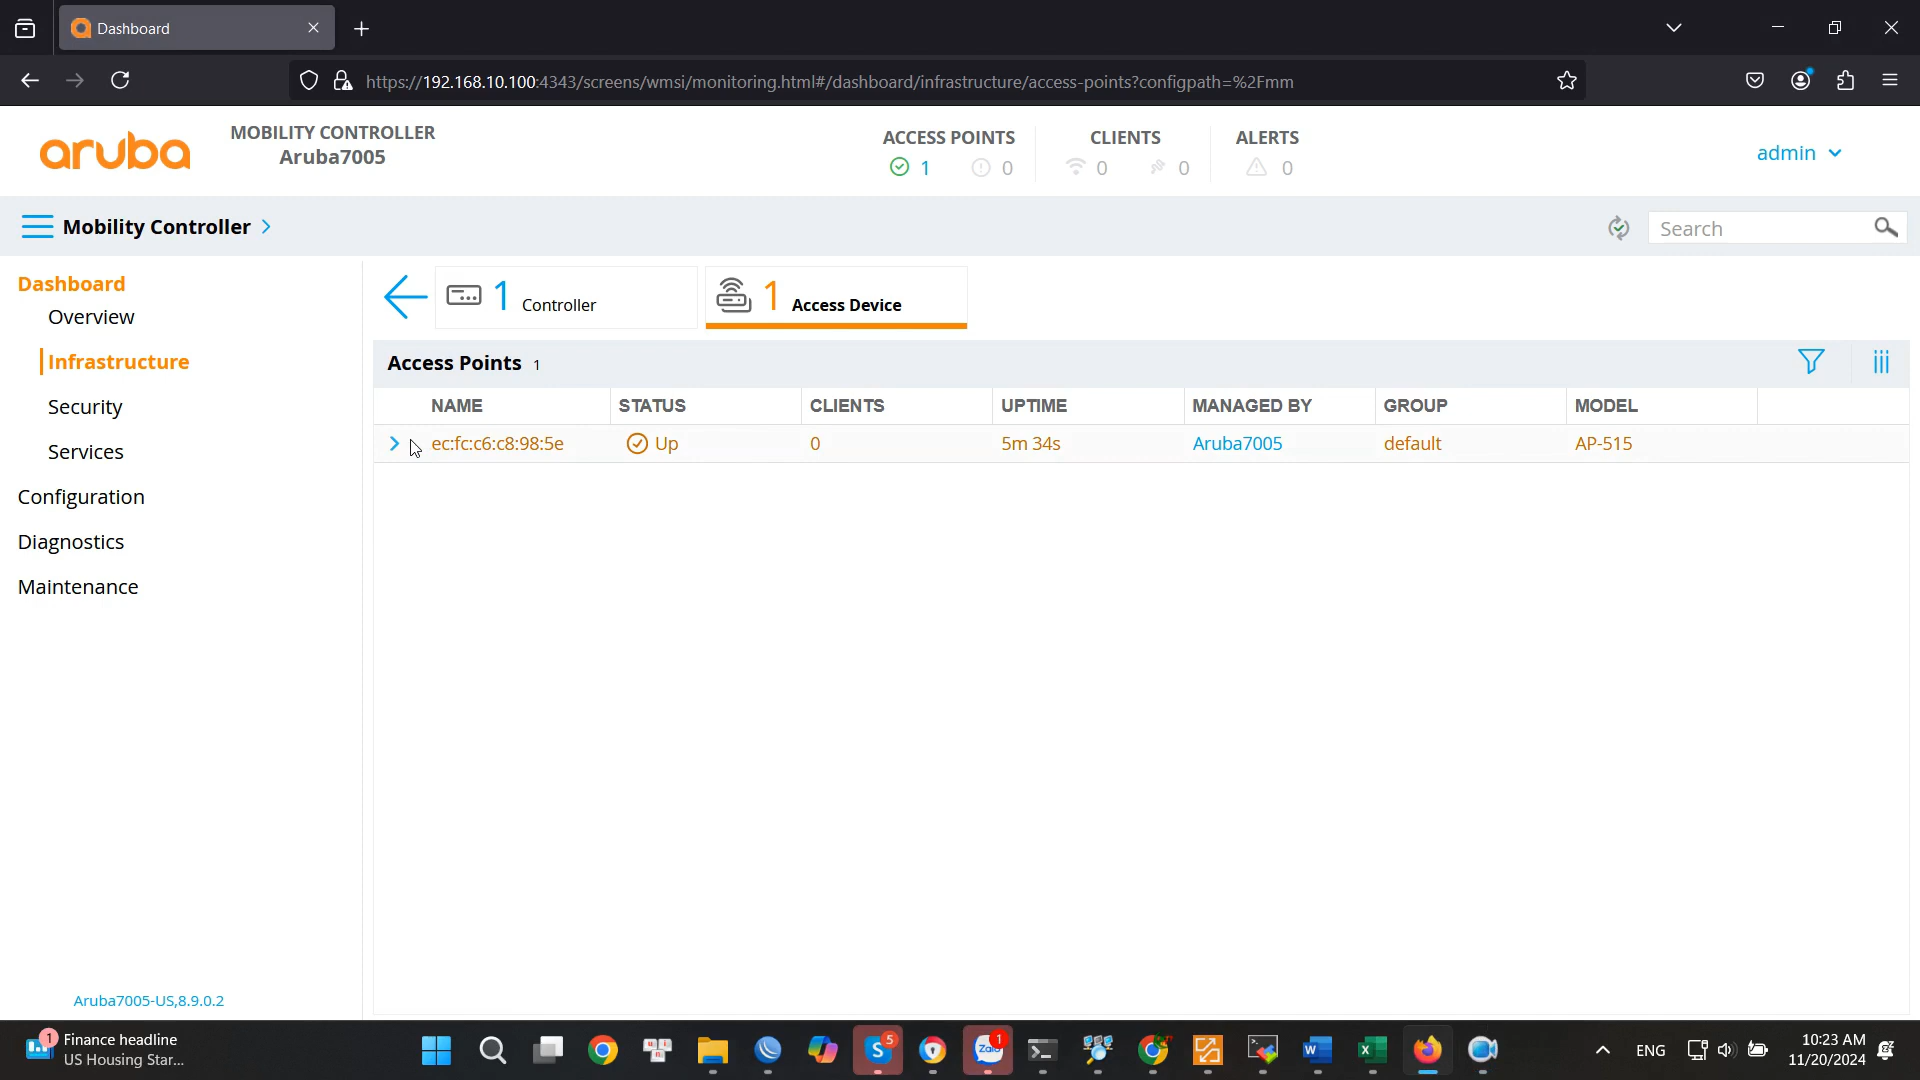 Dashboard
https://192.168.10.100:4343/screens/wmsi/monitoring.html#/dashboard/infrastructure/access-points?configpath=%2Fmm
aruba
MOBILITY CONTROLLER
Aruba7005
ACCESS POINTS
1 0
CLIENTS
0 0
ALERTS
0
admin
Mobility Controller
Search
Dashboard
Overview
Infrastructure
Security
Services
Configuration
Diagnostics
Maintenance
Aruba7005-US,8.9.0.2
1 Controller
1 Access Device
Access Points 1
NAME STATUS CLIENTS UPTIME MANAGED BY GROUP MODEL
ec:fc:c6:c8:98:5e Up 0 5m 34s Aruba7005 default AP-515
1
Finance headline
US Housing Star...
S 5
Zalo 1
W
X
ENG
10:23 AM
11/20/2024